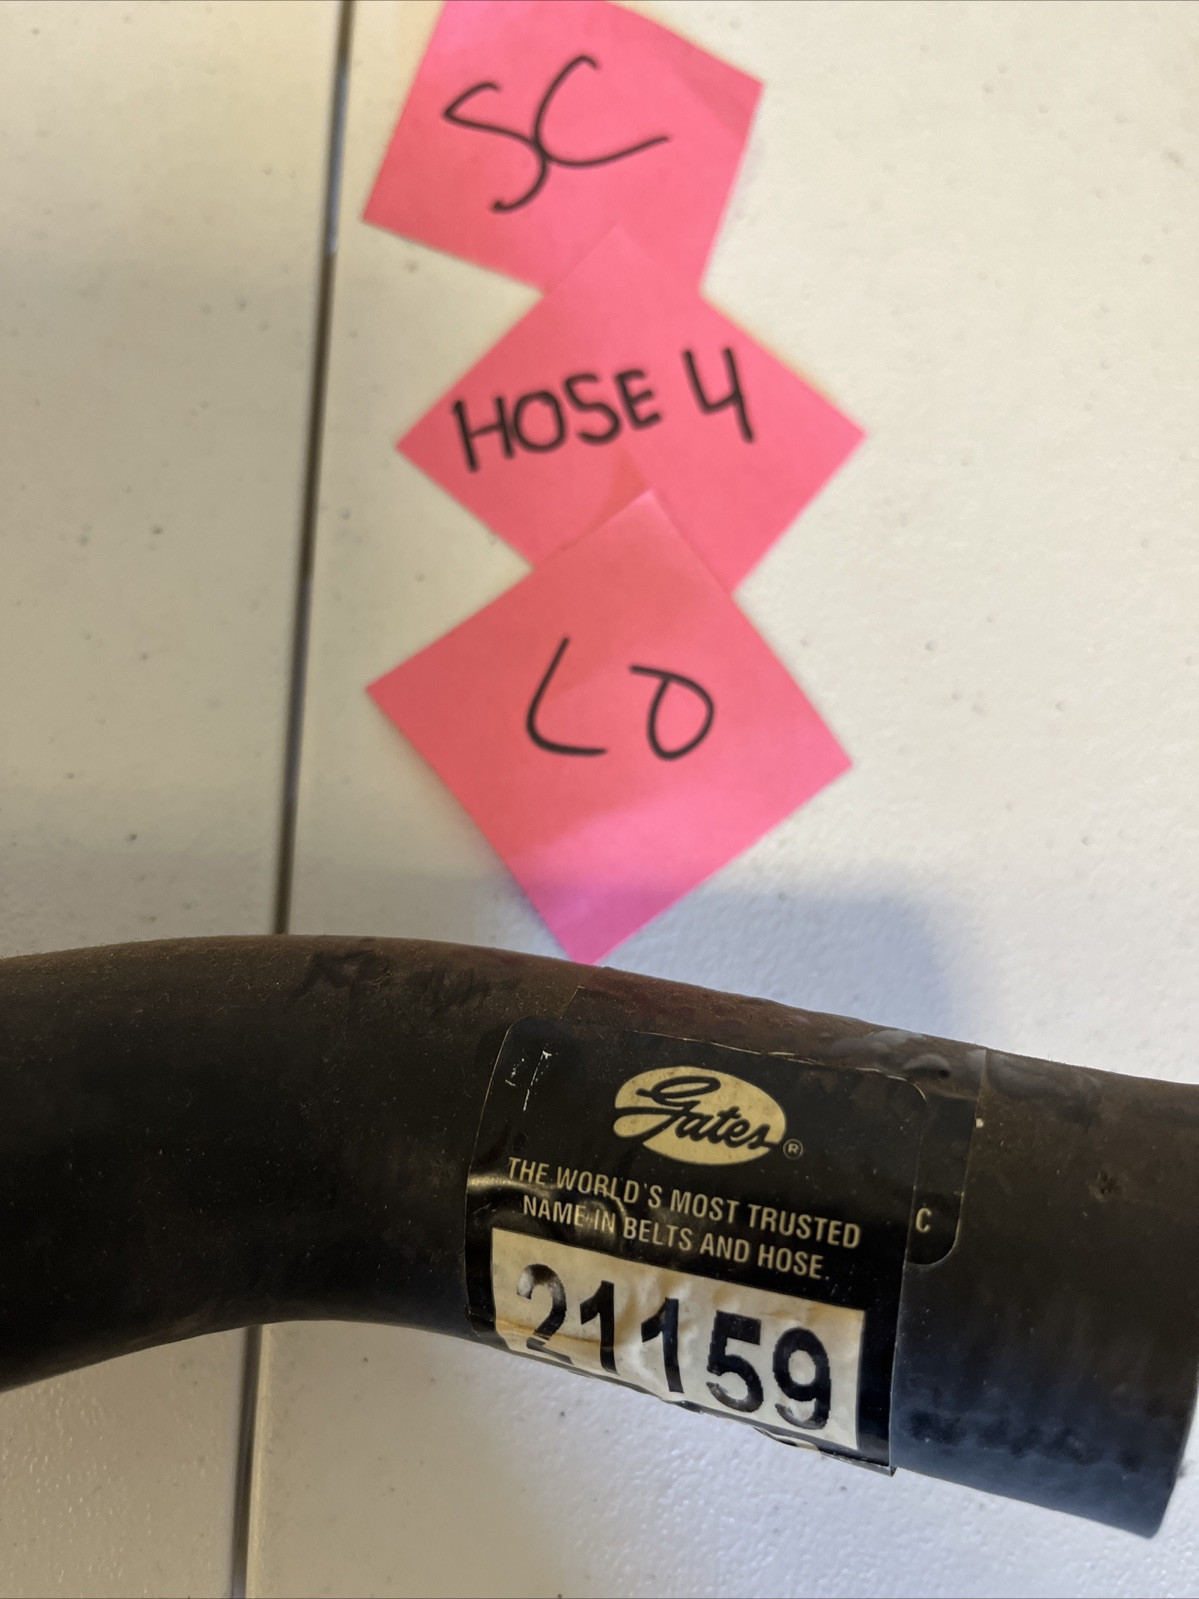 SC
HOSE 4
LO
Gates®
THE WORLD'S MOST TRUSTED
NAME IN BELTS AND HOSE.
C
21159